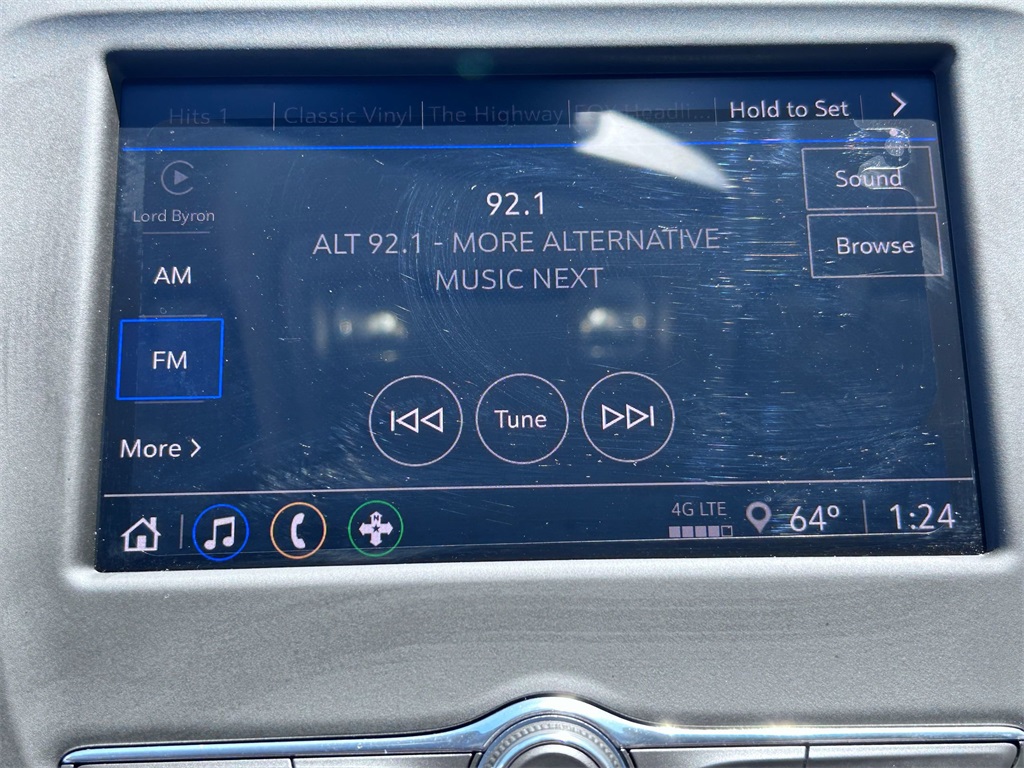 Hits 1
Classic Vinyl
The Highway
Hold to Set
Lord Byron
AM
FM
More
92.1
ALT 92.1 - MORE ALTERNATIVE
MUSIC NEXT
Tune
Sound
Browse
N
4G LTE
64°
1:24